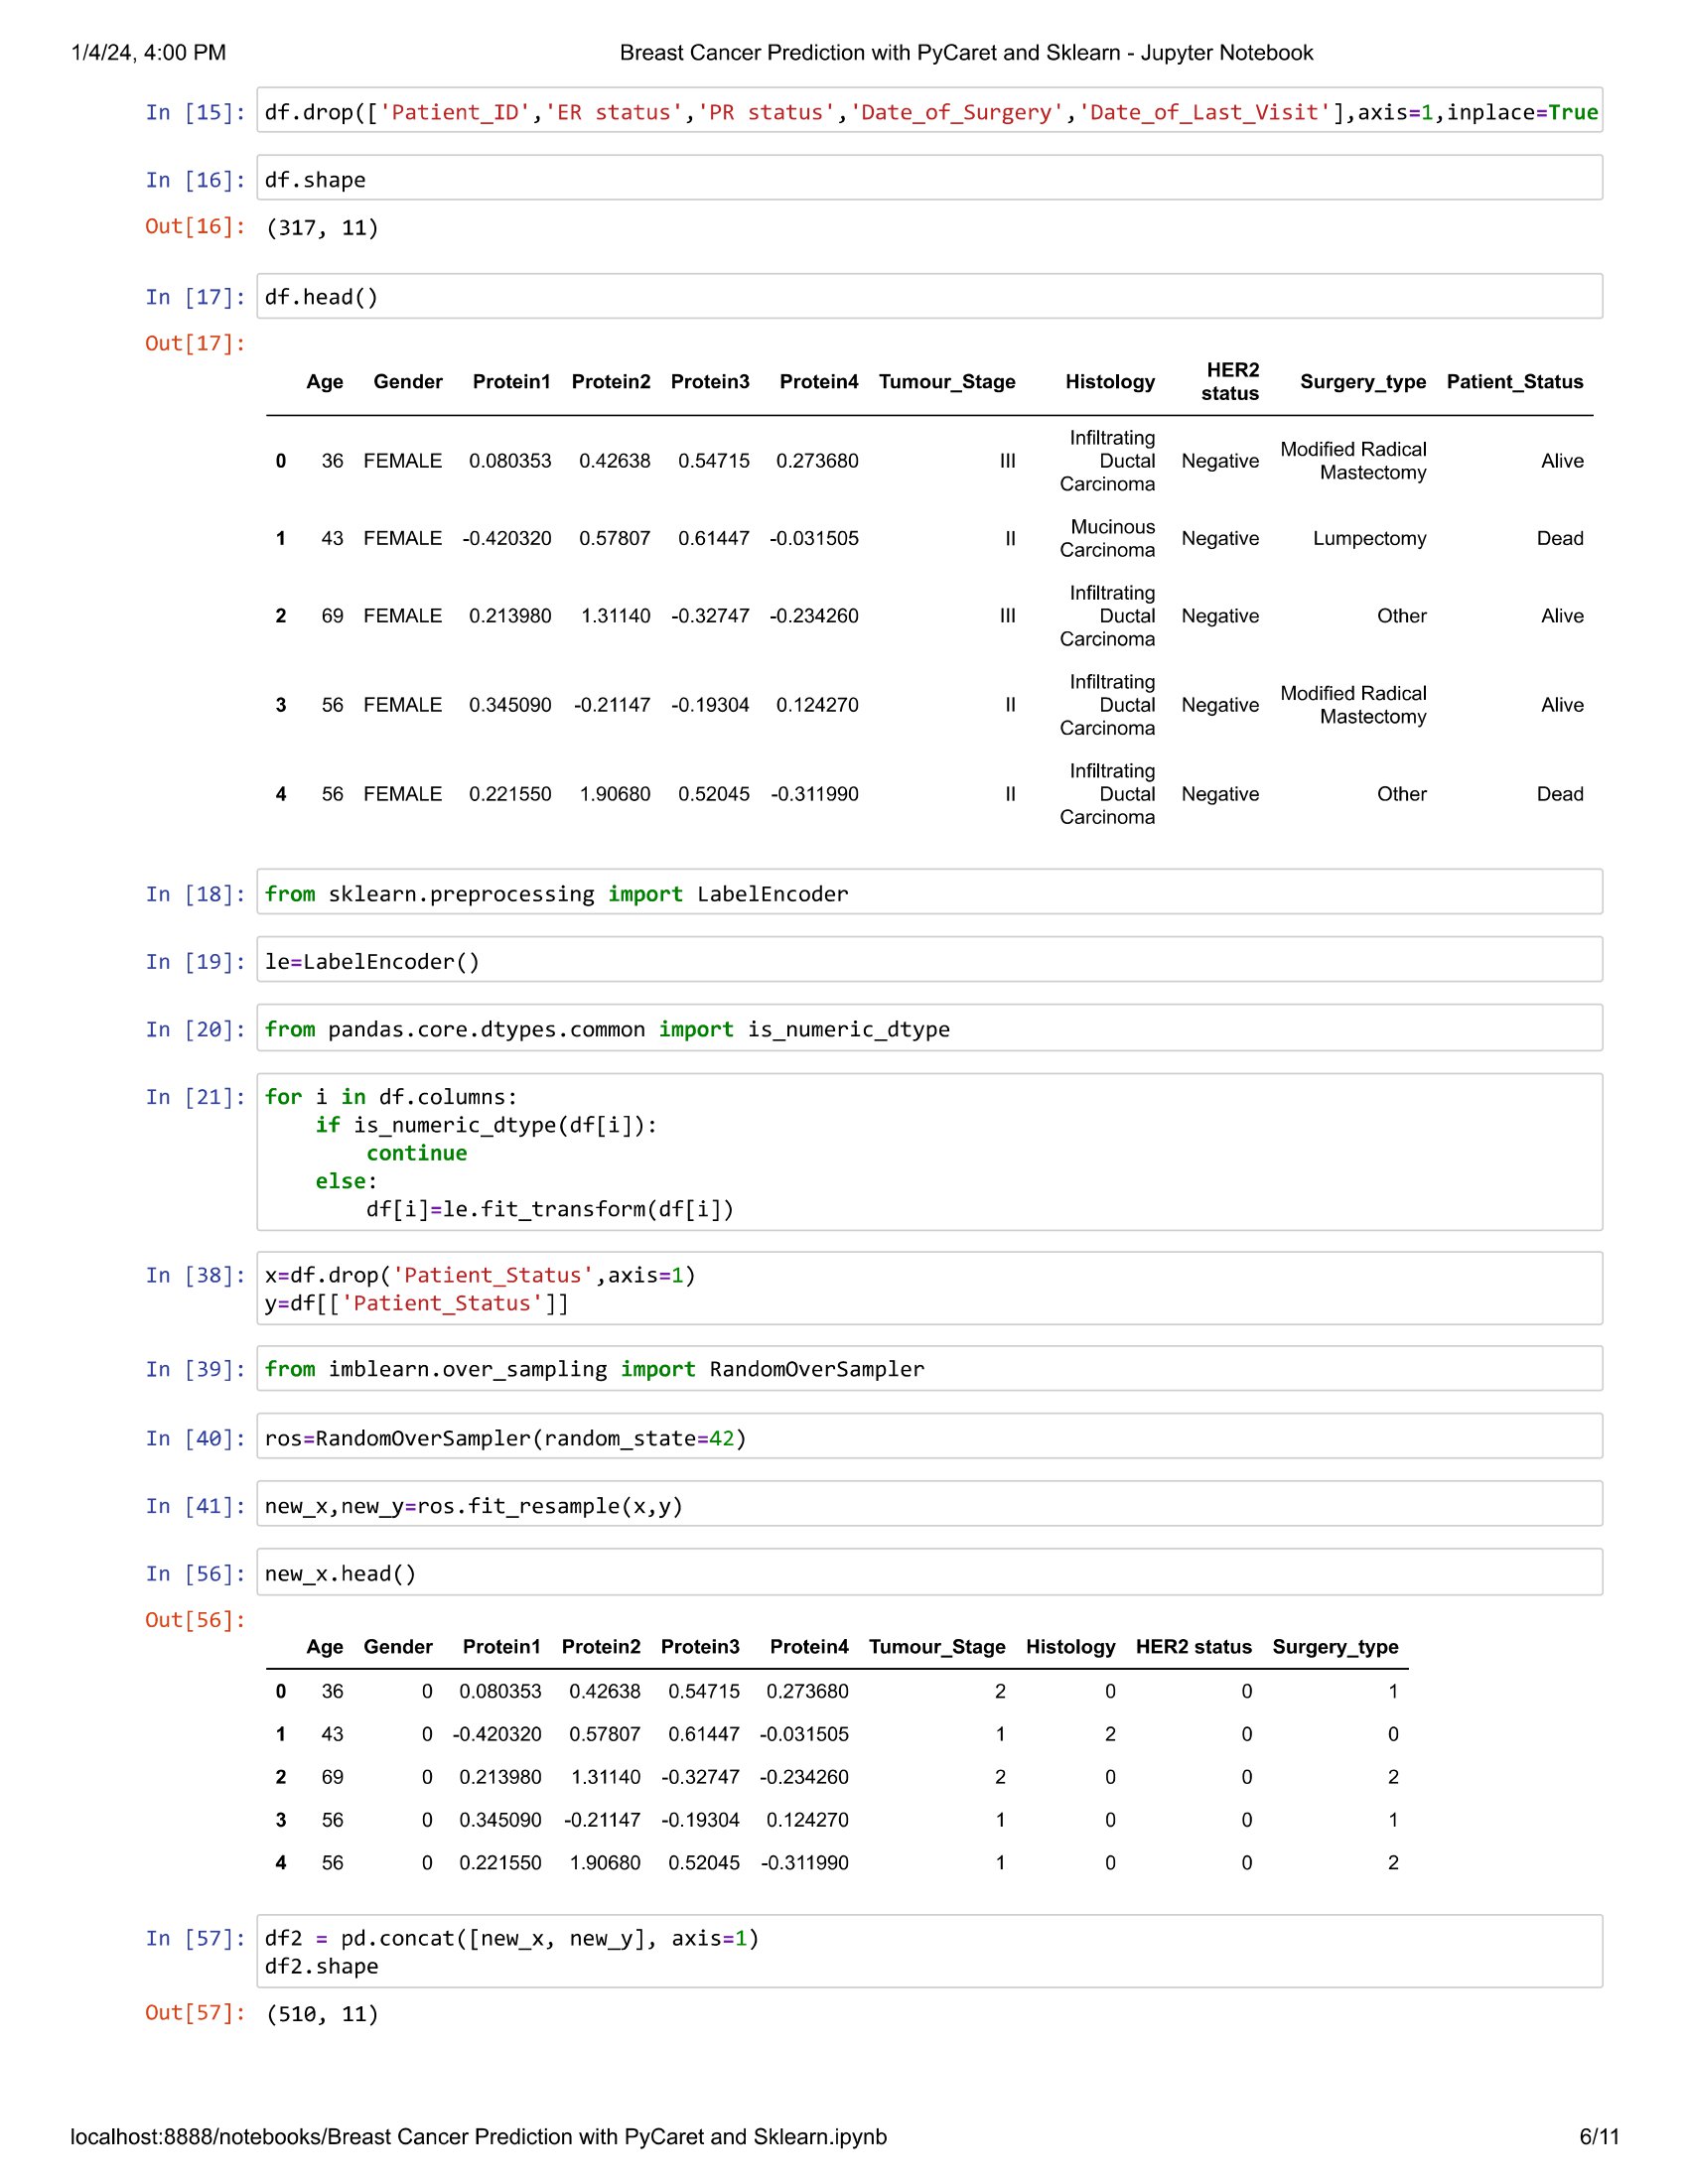 1/4/24, 4:00 PM Breast Cancer Prediction with PyCaret and Sklearn - Jupyter Notebook
In [15]: df.drop(['Patient_ID','ER status','PR status','Date_of_Surgery','Date_of_Last_Visit'],axis=1,inplace=True
In [16]: df.shape
Out[16]: (317, 11)
In [17]: df.head()
Out[17]:
Age Gender Protein1 Protein2 Protein3 Protein4 Tumour_Stage Histology HER2 status Surgery_type Patient_Status
0 36 FEMALE 0.080353 0.42638 0.54715 0.273680 III Infiltrating Ductal Carcinoma Negative Modified Radical Mastectomy Alive
1 43 FEMALE -0.420320 0.57807 0.61447 -0.031505 II Mucinous Carcinoma Negative Lumpectomy Dead
2 69 FEMALE 0.213980 1.31140 -0.32747 -0.234260 III Infiltrating Ductal Carcinoma Negative Other Alive
3 56 FEMALE 0.345090 -0.21147 -0.19304 0.124270 II Infiltrating Ductal Carcinoma Negative Modified Radical Mastectomy Alive
4 56 FEMALE 0.221550 1.90680 0.52045 -0.311990 II Infiltrating Ductal Carcinoma Negative Other Dead
In [18]: from sklearn.preprocessing import LabelEncoder
In [19]: le=LabelEncoder()
In [20]: from pandas.core.dtypes.common import is_numeric_dtype
In [21]: for i in df.columns:
    if is_numeric_dtype(df[i]):
        continue
    else:
        df[i]=le.fit_transform(df[i])
In [38]: x=df.drop('Patient_Status',axis=1)
y=df[['Patient_Status']]
In [39]: from imblearn.over_sampling import RandomOverSampler
In [40]: ros=RandomOverSampler(random_state=42)
In [41]: new_x,new_y=ros.fit_resample(x,y)
In [56]: new_x.head()
Out[56]:
Age Gender Protein1 Protein2 Protein3 Protein4 Tumour_Stage Histology HER2 status Surgery_type
0 36 0 0.080353 0.42638 0.54715 0.273680 2 0 0 1
1 43 0 -0.420320 0.57807 0.61447 -0.031505 1 2 0 0
2 69 0 0.213980 1.31140 -0.32747 -0.234260 2 0 0 2
3 56 0 0.345090 -0.21147 -0.19304 0.124270 1 0 0 1
4 56 0 0.221550 1.90680 0.52045 -0.311990 1 0 0 2
In [57]: df2 = pd.concat([new_x, new_y], axis=1)
df2.shape
Out[57]: (510, 11)
localhost:8888/notebooks/Breast Cancer Prediction with PyCaret and Sklearn.ipynb 6/11